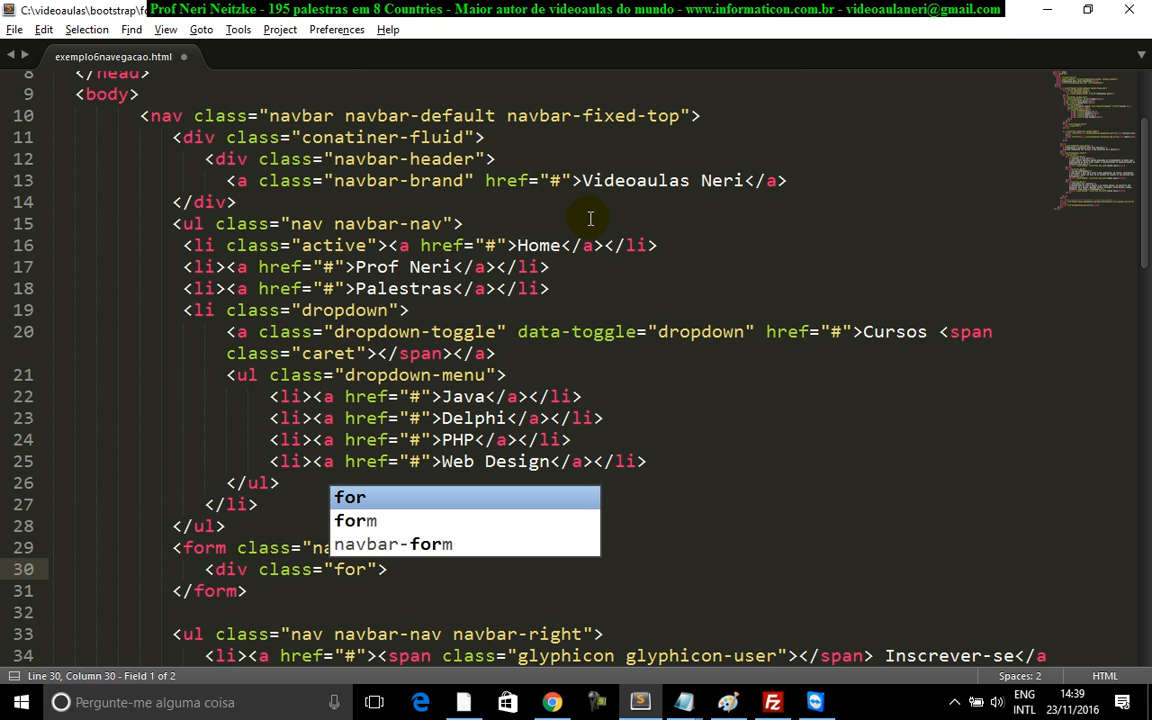 C:\videoaulas\bootstrap\fo
Prof Neri Neitzke - 195 palestras em 8 Countries - Maior autor de videoaulas do mundo - www.informaticon.com.br - videoaulaneri@gmail.com
File Edit Selection Find View Goto Tools Project Preferences Help
exemplo6navegacao.html
8 </head>
9 <body>
10 <nav class="navbar navbar-default navbar-fixed-top">
11 <div class="conatiner-fluid">
12 <div class="navbar-header">
13 <a class="navbar-brand" href="#">Videoaulas Neri</a>
14 </div>
15 <ul class="nav navbar-nav">
16 <li class="active"><a href="#">Home</a></li>
17 <li><a href="#">Prof Neri</a></li>
18 <li><a href="#">Palestras</a></li>
19 <li class="dropdown">
20 <a class="dropdown-toggle" data-toggle="dropdown" href="#">Cursos <span
class="caret"></span></a>
21 <ul class="dropdown-menu">
22 <li><a href="#">Java</a></li>
23 <li><a href="#">Delphi</a></li>
24 <li><a href="#">PHP</a></li>
25 <li><a href="#">Web Design</a></li>
26 </ul>
for
27 </li>
form
28 </ul>
navbar-form
29 <form class="na
30 <div class="for">
31 </form>
32
33 <ul class="nav navbar-nav navbar-right">
34 <li><a href="#"><span class="glyphicon glyphicon-user"></span> Inscrever-se</a
Line 30, Column 30 - Field 1 of 2
Spaces: 2 HTML
Pergunte-me alguma coisa
ENG 14:39
INTL 23/11/2016